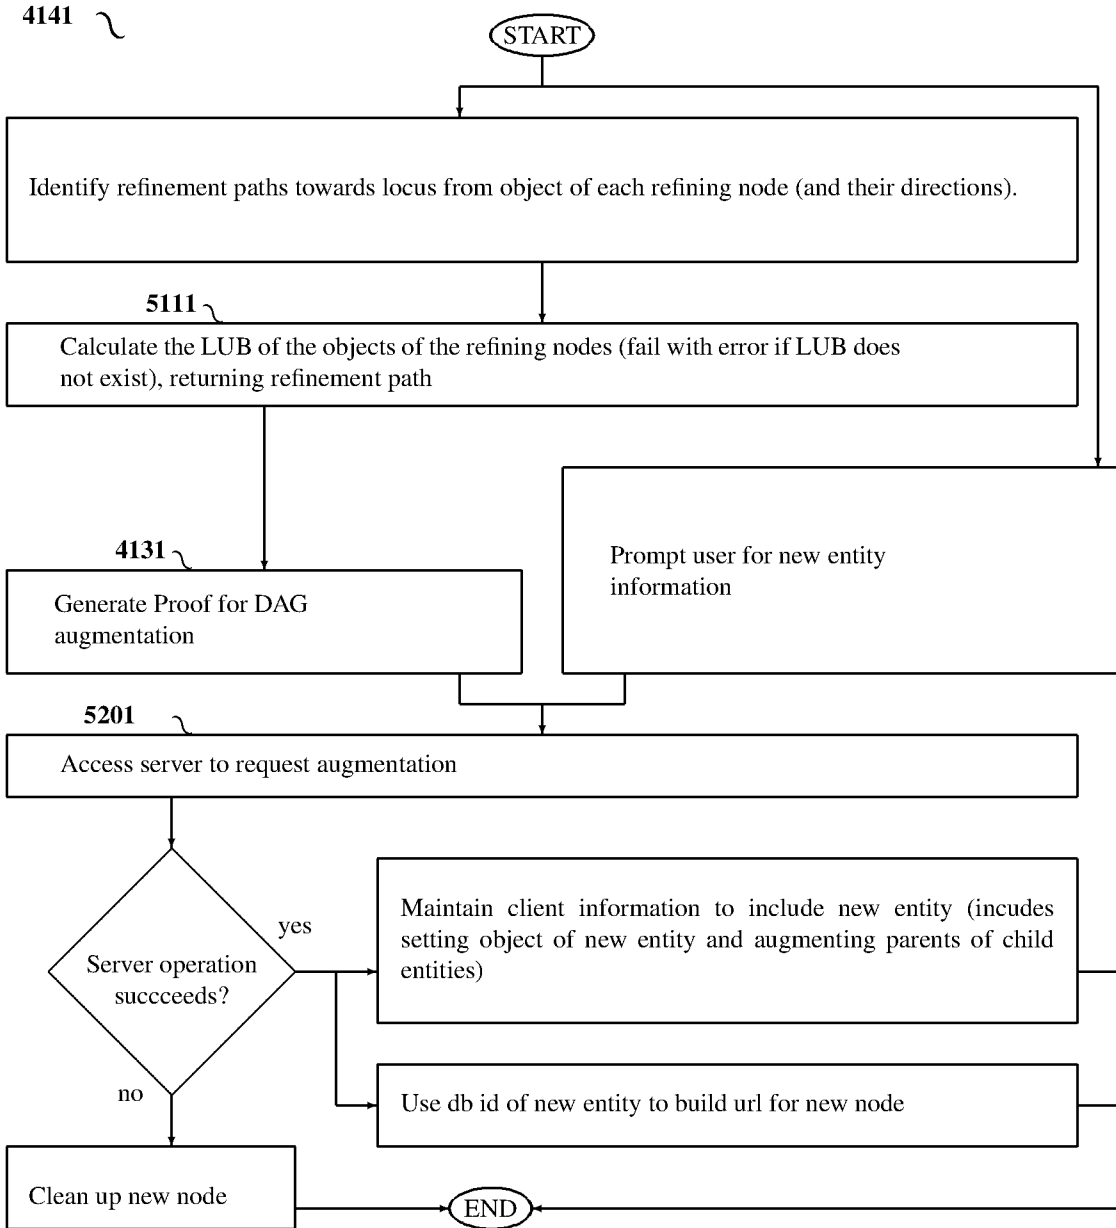 4141
START
Identify refinement paths towards locus from object of each refining node (and their directions).
5111
Calculate the LUB of the objects of the refining nodes (fail with error if LUB does
not exist), returning refinement path
4131
Generate Proof for DAG
augmentation
Prompt user for new entity
information
5201
Access server to request augmentation
Server operation
succceeds?
yes
no
Maintain client information to include new entity (incudes
setting object of new entity and augmenting parents of child
entities)
Use db id of new entity to build url for new node
Clean up new node
END